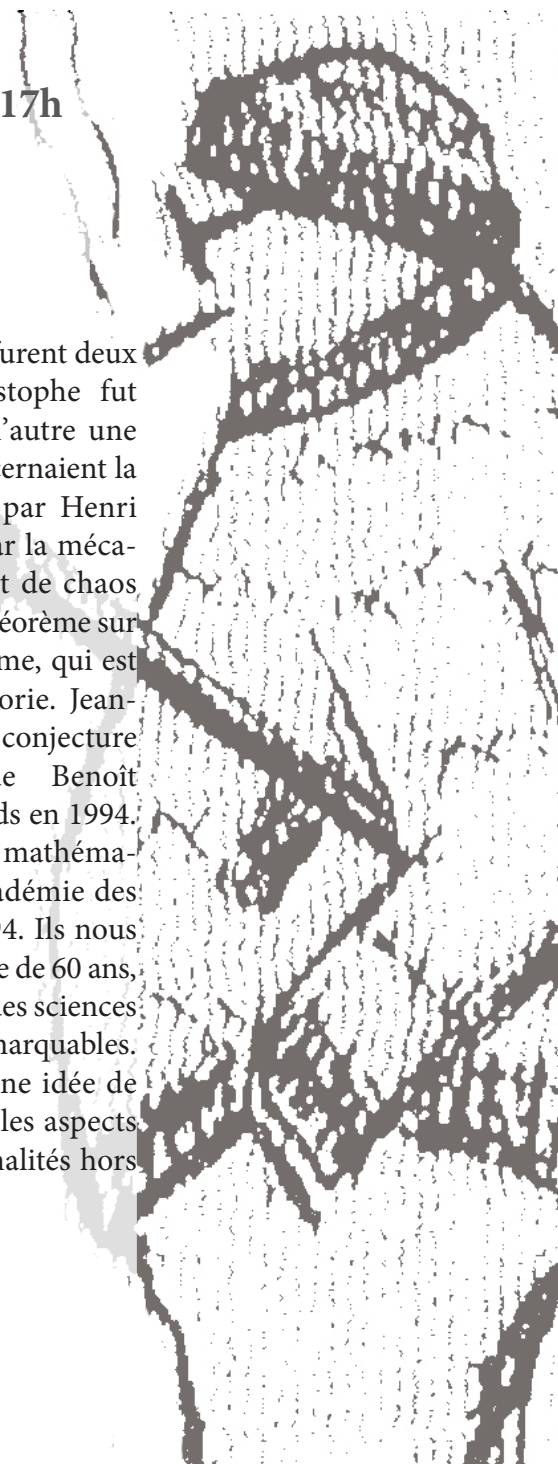 17h
furent deux
stophe fut
l’autre une
ernaient la
par Henri
ar la méca-
t de chaos
éorème sur
me, qui est
orie. Jean-
conjecture
e Benoît
ds en 1994.
mathéma-
adémie des
94. Ils nous
e de 60 ans,
les sciences
marquables.
ne idée de
les aspects
nalités hors